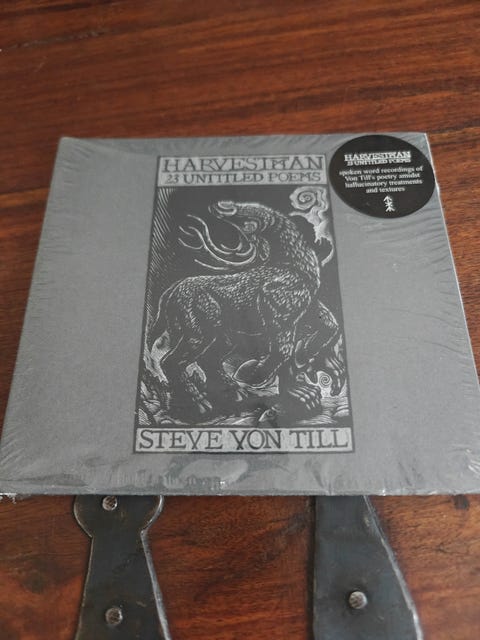 HARVESTMAN
23 UNTITLED POEMS
STEVE VON TILL
HARVESTMAN
23 UNTITLED POEMS
spoken word recordings of
Von Till's poetry amidst
hallucinatory treatments
and textures